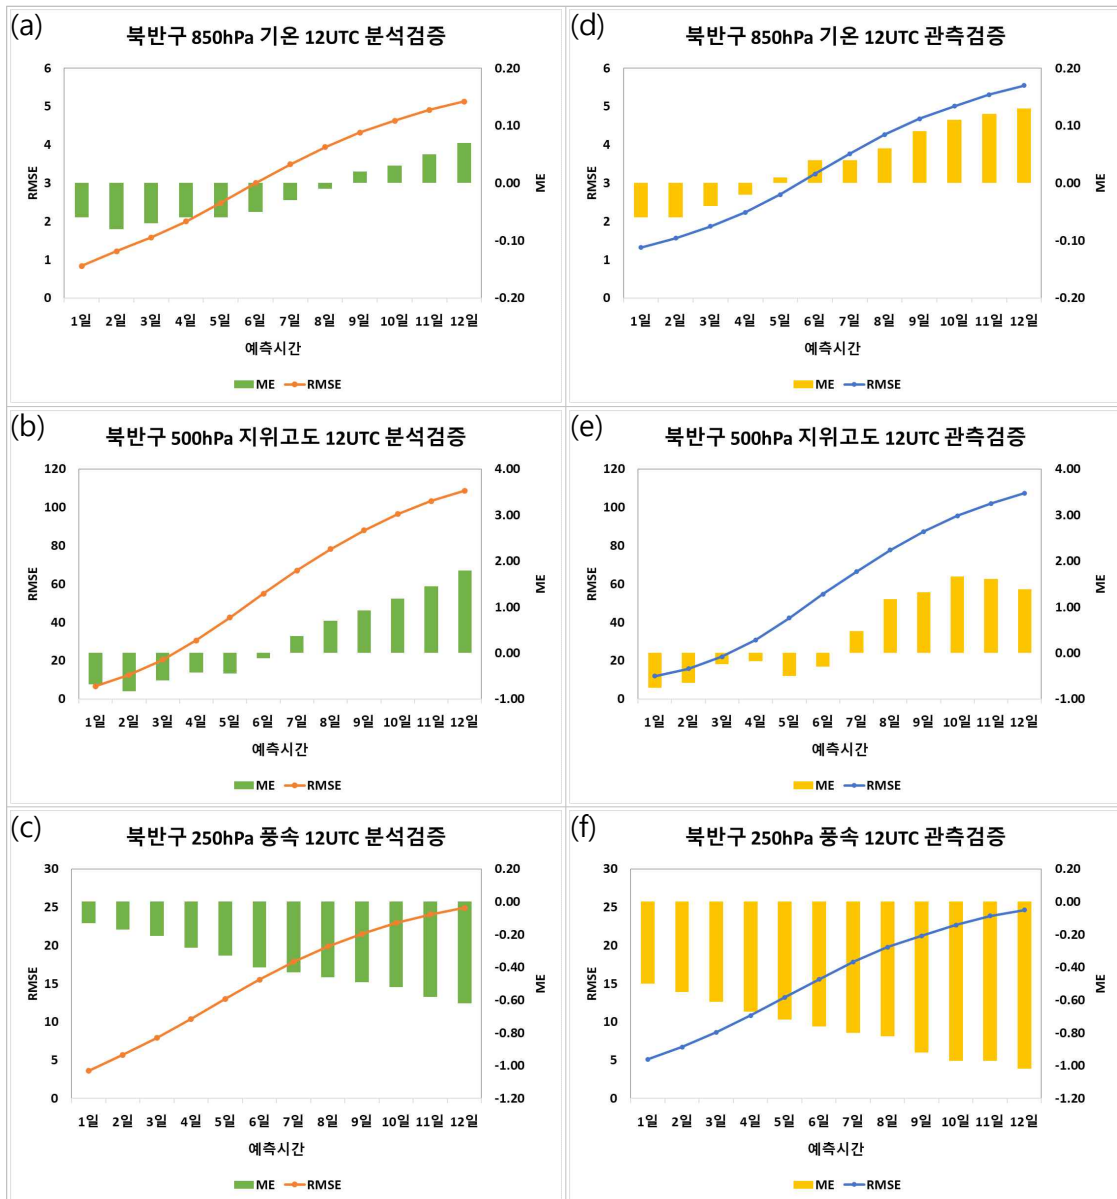 (a)
북반구 850hPa 기온 12UTC 분석검증
6 0.20
5 0.10
4
3 0.00
2 -0.10
1
0 -0.20
RMSE
ME
1일 2일 3일 4일 5일 6일 7일 8일 9일 10일 11일 12일
예측시간
ME RMSE
(d)
북반구 850hPa 기온 12UTC 관측검증
6 0.20
5 0.10
4
3 0.00
2 -0.10
1
0 -0.20
RMSE
ME
1일 2일 3일 4일 5일 6일 7일 8일 9일 10일 11일 12일
예측시간
ME RMSE
(b)
북반구 500hPa 지위고도 12UTC 분석검증
120 4.00
100 3.00
80 2.00
60 1.00
40 0.00
20
0 -1.00
RMSE
ME
1일 2일 3일 4일 5일 6일 7일 8일 9일 10일 11일 12일
예측시간
ME RMSE
(e)
북반구 500hPa 지위고도 12UTC 관측검증
120 4.00
100 3.00
80 2.00
60 1.00
40 0.00
20
0 -1.00
RMSE
ME
1일 2일 3일 4일 5일 6일 7일 8일 9일 10일 11일 12일
예측시간
ME RMSE
(c)
북반구 250hPa 풍속 12UTC 분석검증
30 0.20
25 0.00
20 -0.20
-0.40
15 -0.60
10 -0.80
5 -1.00
0 -1.20
RMSE
ME
1일 2일 3일 4일 5일 6일 7일 8일 9일 10일 11일 12일
예측시간
ME RMSE
(f)
북반구 250hPa 풍속 12UTC 관측검증
30 0.20
25 0.00
20 -0.20
-0.40
15 -0.60
10 -0.80
5 -1.00
0 -1.20
RMSE
ME
1일 2일 3일 4일 5일 6일 7일 8일 9일 10일 11일 12일
예측시간
ME RMSE